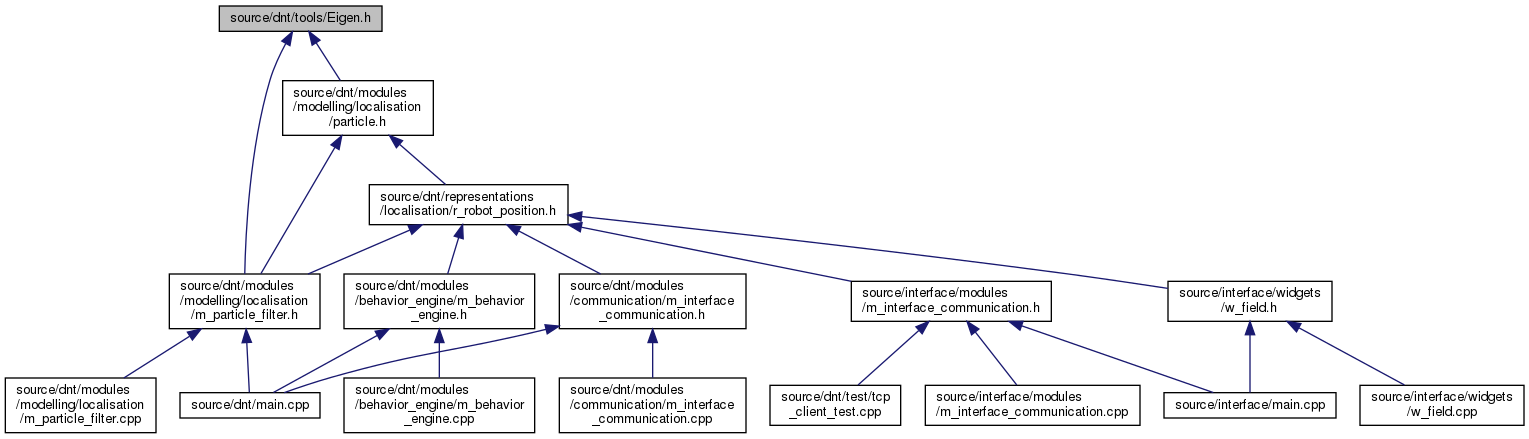 source/dnt/tools/Eigen.h
source/dnt/modules
/modelling/localisation
/particle.h
source/dnt/representations
/localisation/r_robot_position.h
source/dnt/modules
/modelling/localisation
/m_particle_filter.h
source/dnt/modules
/behavior_engine/m_behavior
_engine.h
source/dnt/modules
/communication/m_interface
_communication.h
source/interface/modules
/m_interface_communication.h
source/interface/widgets
/w_field.h
source/dnt/modules
/modelling/localisation
/m_particle_filter.cpp
source/dnt/main.cpp
source/dnt/modules
/behavior_engine/m_behavior
_engine.cpp
source/dnt/modules
/communication/m_interface
_communication.cpp
source/dnt/test/tcp
_client_test.cpp
source/interface/modules
/m_interface_communication.cpp
source/interface/main.cpp
source/interface/widgets
/w_field.cpp